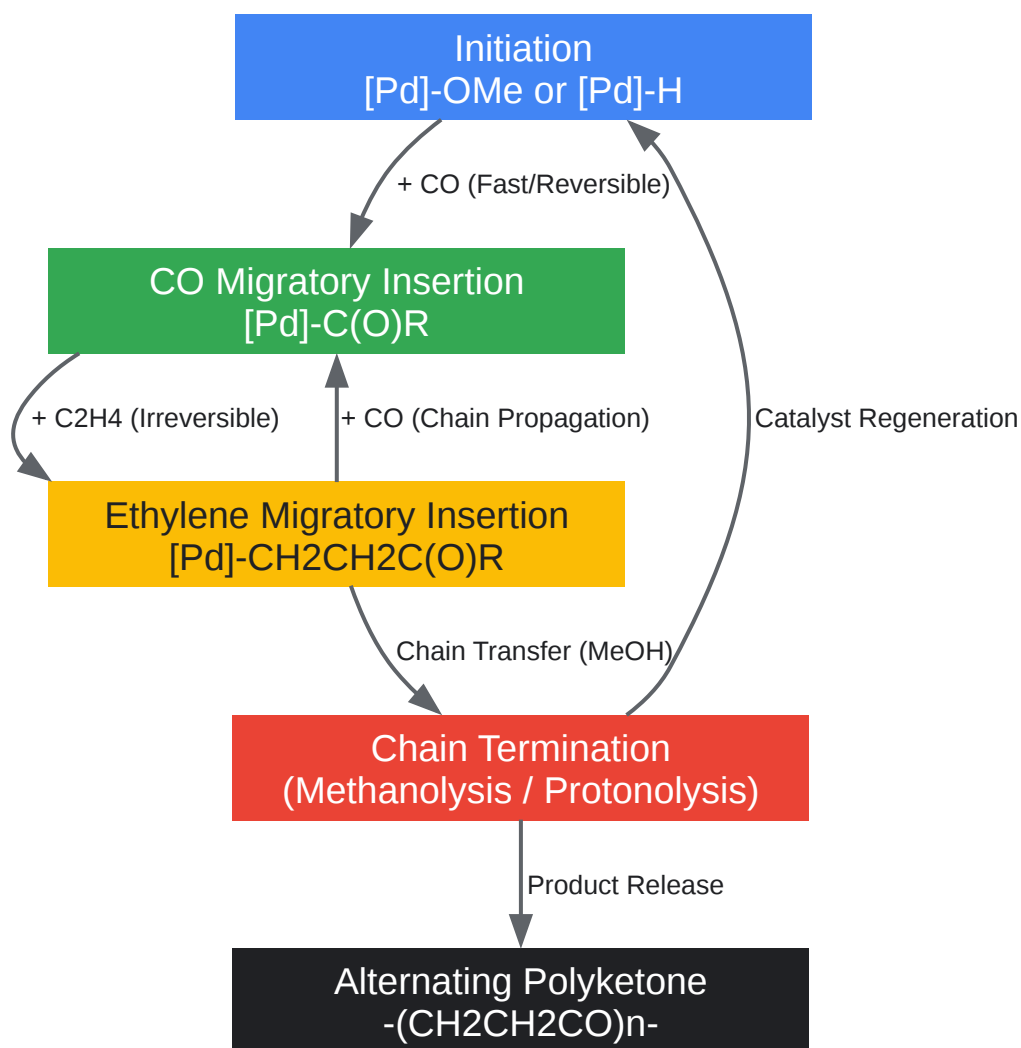 Initiation
[Pd]-OMe or [Pd]-H
+ CO (Fast/Reversible)
CO Migratory Insertion
[Pd]-C(O)R
+ C2H4 (Irreversible)
+ CO (Chain Propagation)
Catalyst Regeneration
Ethylene Migratory Insertion
[Pd]-CH2CH2C(O)R
Chain Transfer (MeOH)
Chain Termination
(Methanolysis / Protonolysis)
Product Release
Alternating Polyketone
-(CH2CH2CO)n-